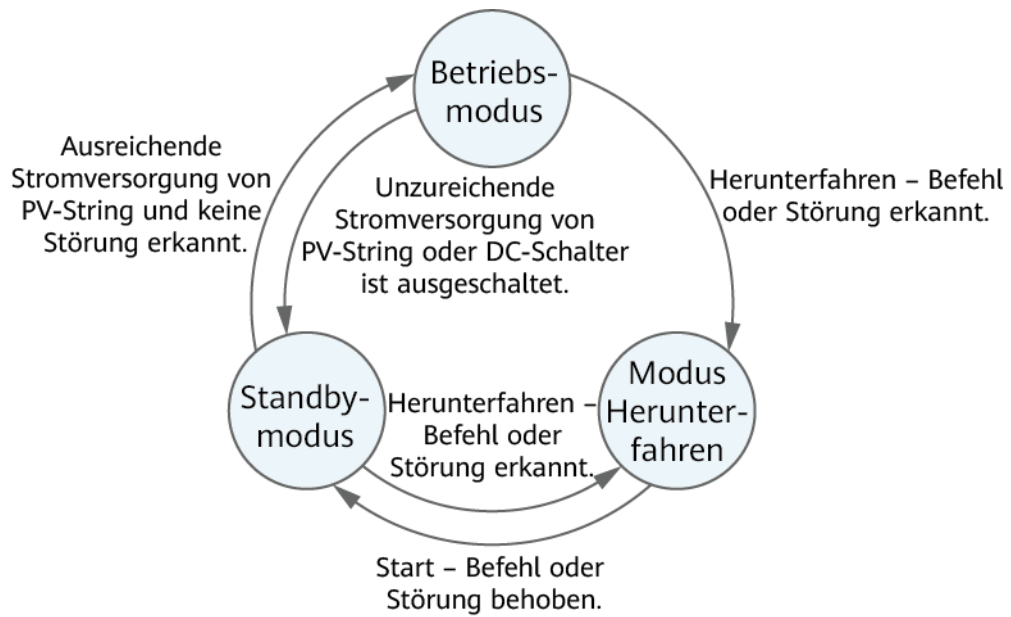 Betriebs-
modus
Ausreichende
Stromversorgung von
PV-String und keine
Störung erkannt.
Unzureichende
Stromversorgung von
PV-String oder DC-Schalter
ist ausgeschaltet.
Herunterfahren – Befehl
oder Störung erkannt.
Standby-
modus
Herunterfahren –
Befehl oder
Störung erkannt.
Modus
Herunter-
fahren
Start – Befehl oder
Störung behoben.